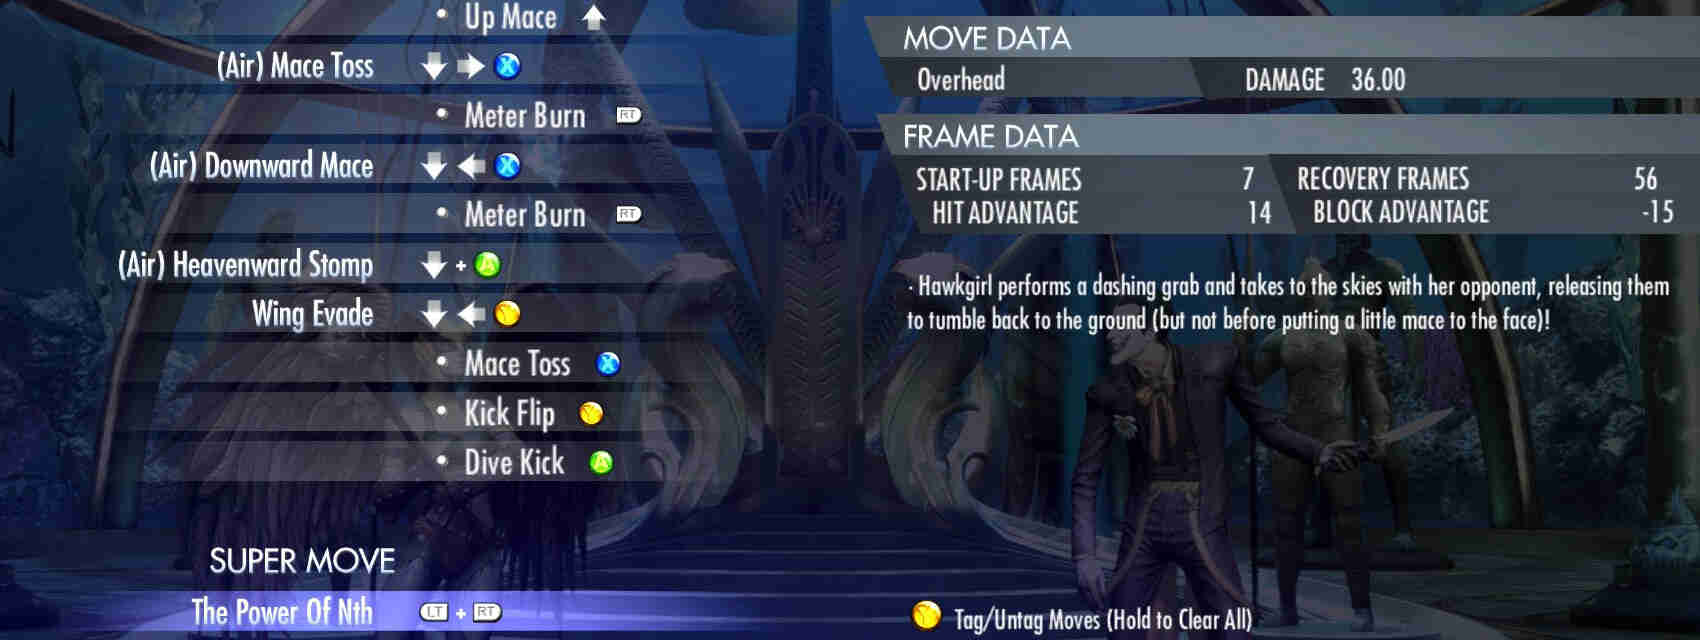 Up Mace
(Air) Mace Toss X
Meter Burn RT
(Air) Downward Mace X
Meter Burn RT
(Air) Heavenward Stomp + A
Wing Evade Y
Mace Toss X
Kick Flip Y
Dive Kick A
SUPER MOVE
The Power Of Nth LT + RT
MOVE DATA
Overhead DAMAGE 36.00
FRAME DATA
START-UP FRAMES 7 RECOVERY FRAMES 56
HIT ADVANTAGE 14 BLOCK ADVANTAGE -15
· Hawkgirl performs a dashing grab and takes to the skies with her opponent, releasing them
to tumble back to the ground (but not before putting a little mace to the face)!
Y Tag/Untag Moves (Hold to Clear All)